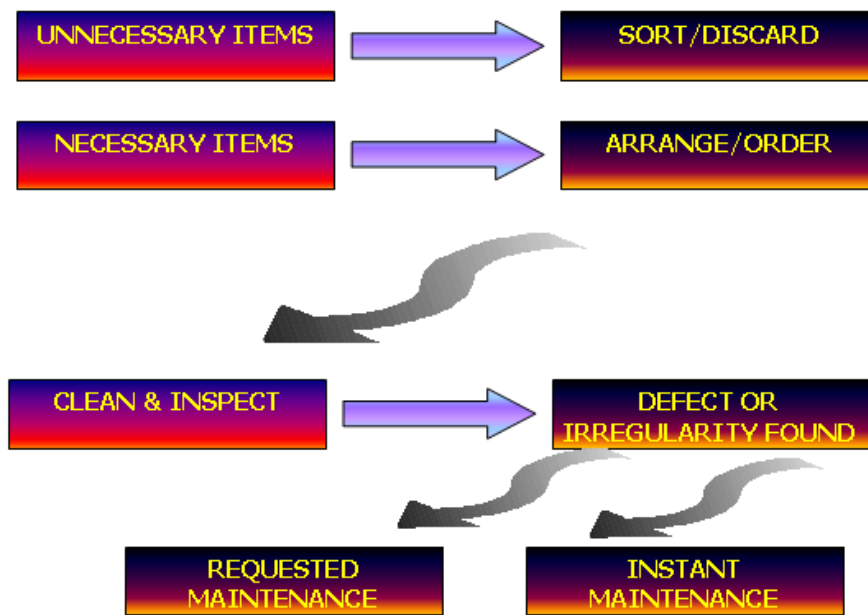 UNNECESSARY ITEMS
SORT/DISCARD
NECESSARY ITEMS
ARRANGE/ORDER
CLEAN & INSPECT
DEFECT OR
IRREGULARITY FOUND
REQUESTED
MAINTENANCE
INSTANT
MAINTENANCE